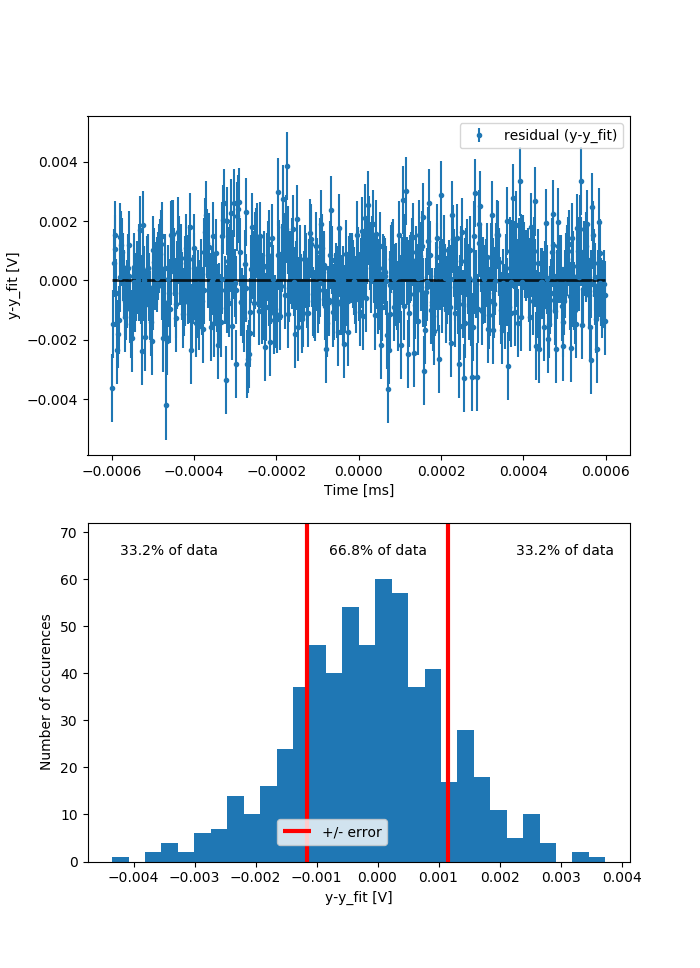 residual (y-y_fit)
0.004
0.002
0.000
−0.002
−0.004
y-y_fit [V]
−0.0006 −0.0004 −0.0002 0.0000 0.0002 0.0004 0.0006
Time [ms]
70
60
50
40
30
20
10
0
Number of occurences
33.2% of data 66.8% of data 33.2% of data
+/- error
−0.004 −0.003 −0.002 −0.001 0.000 0.001 0.002 0.003 0.004
y-y_fit [V]